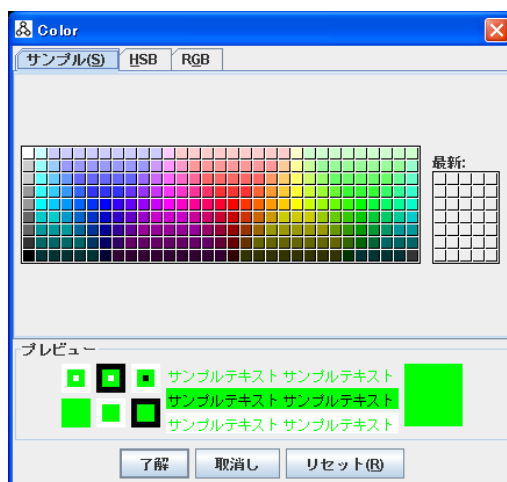 Color
サンプル(S) HSB RGB
最新:
プレビュー
サンプルテキスト サンプルテキスト
サンプルテキスト サンプルテキスト
サンプルテキスト サンプルテキスト
了解 取消し リセット(R)